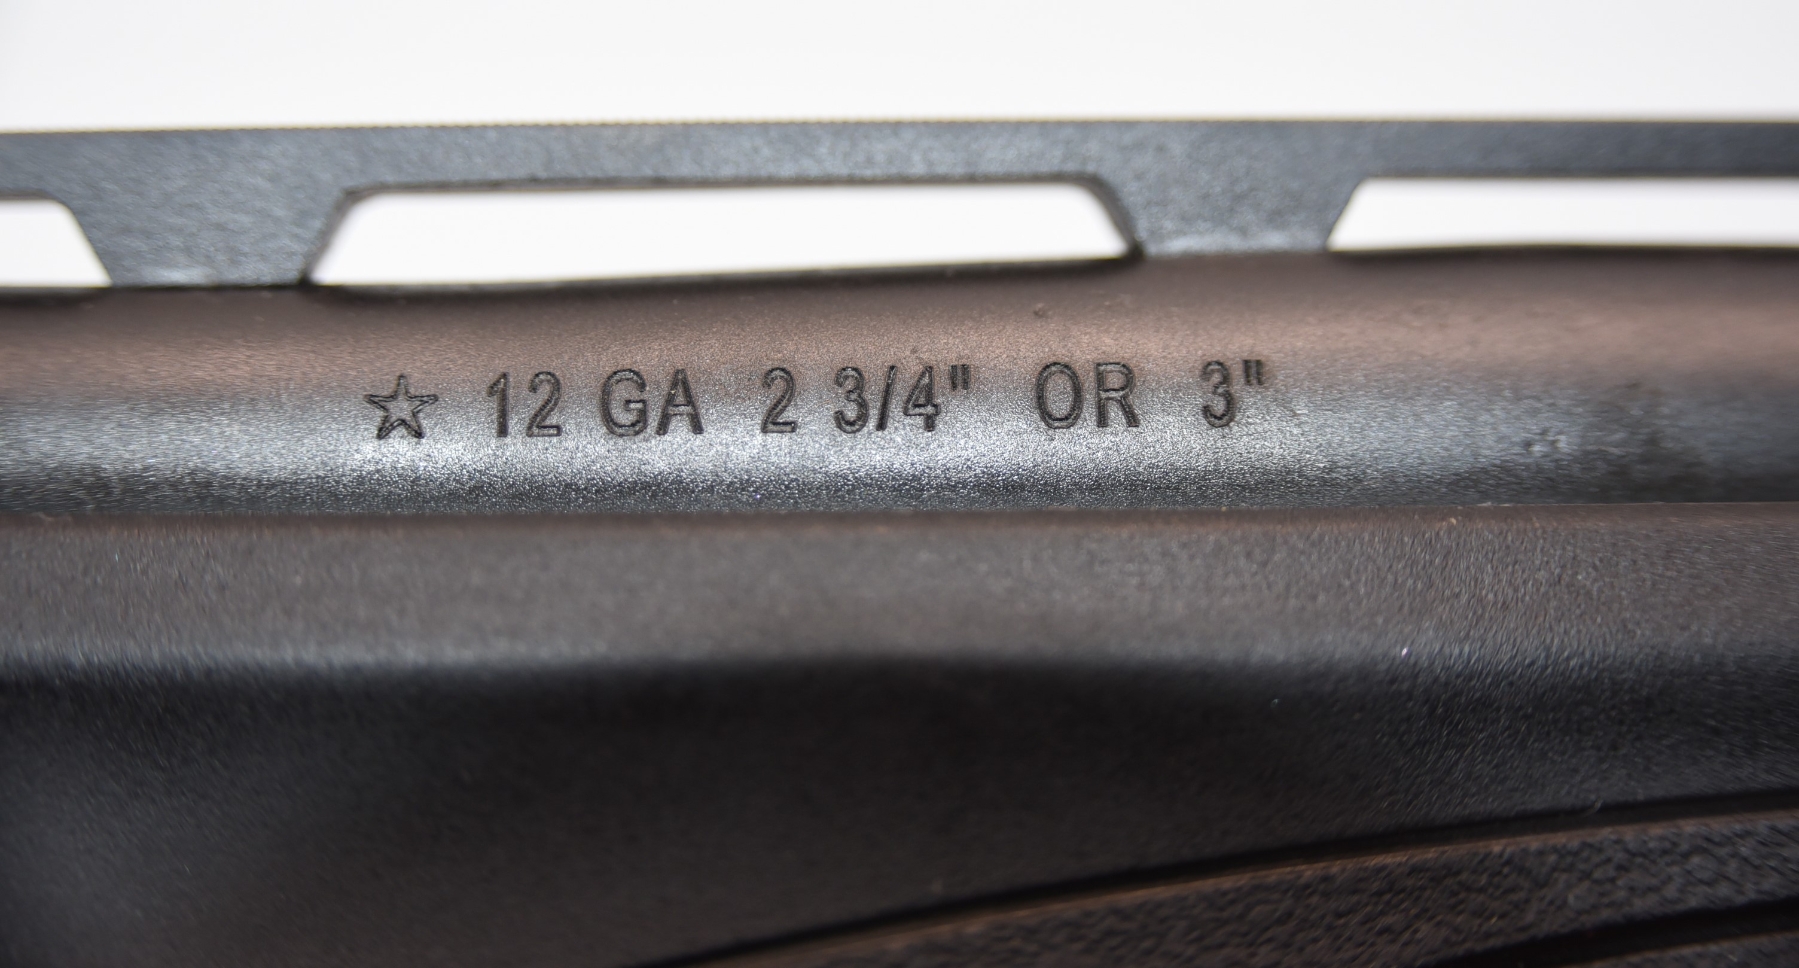 ☆ 12 GA 2 3/4" OR 3"